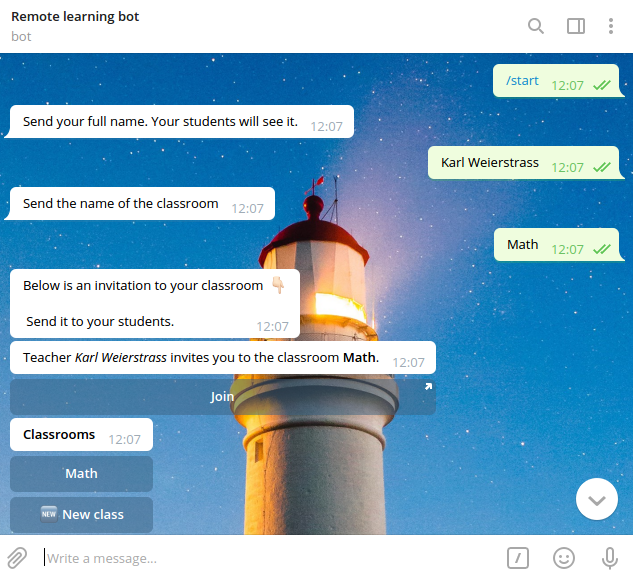 Remote learning bot
bot
/start 12:07
Send your full name. Your students will see it. 12:07
Karl Weierstrass 12:07
Send the name of the classroom 12:07
Math 12:07
Below is an invitation to your classroom 👇🏻
Send it to your students. 12:07
Teacher Karl Weierstrass invites you to the classroom Math. 12:07
Join
Classrooms 12:07
Math
🆕 New class
Write a message...